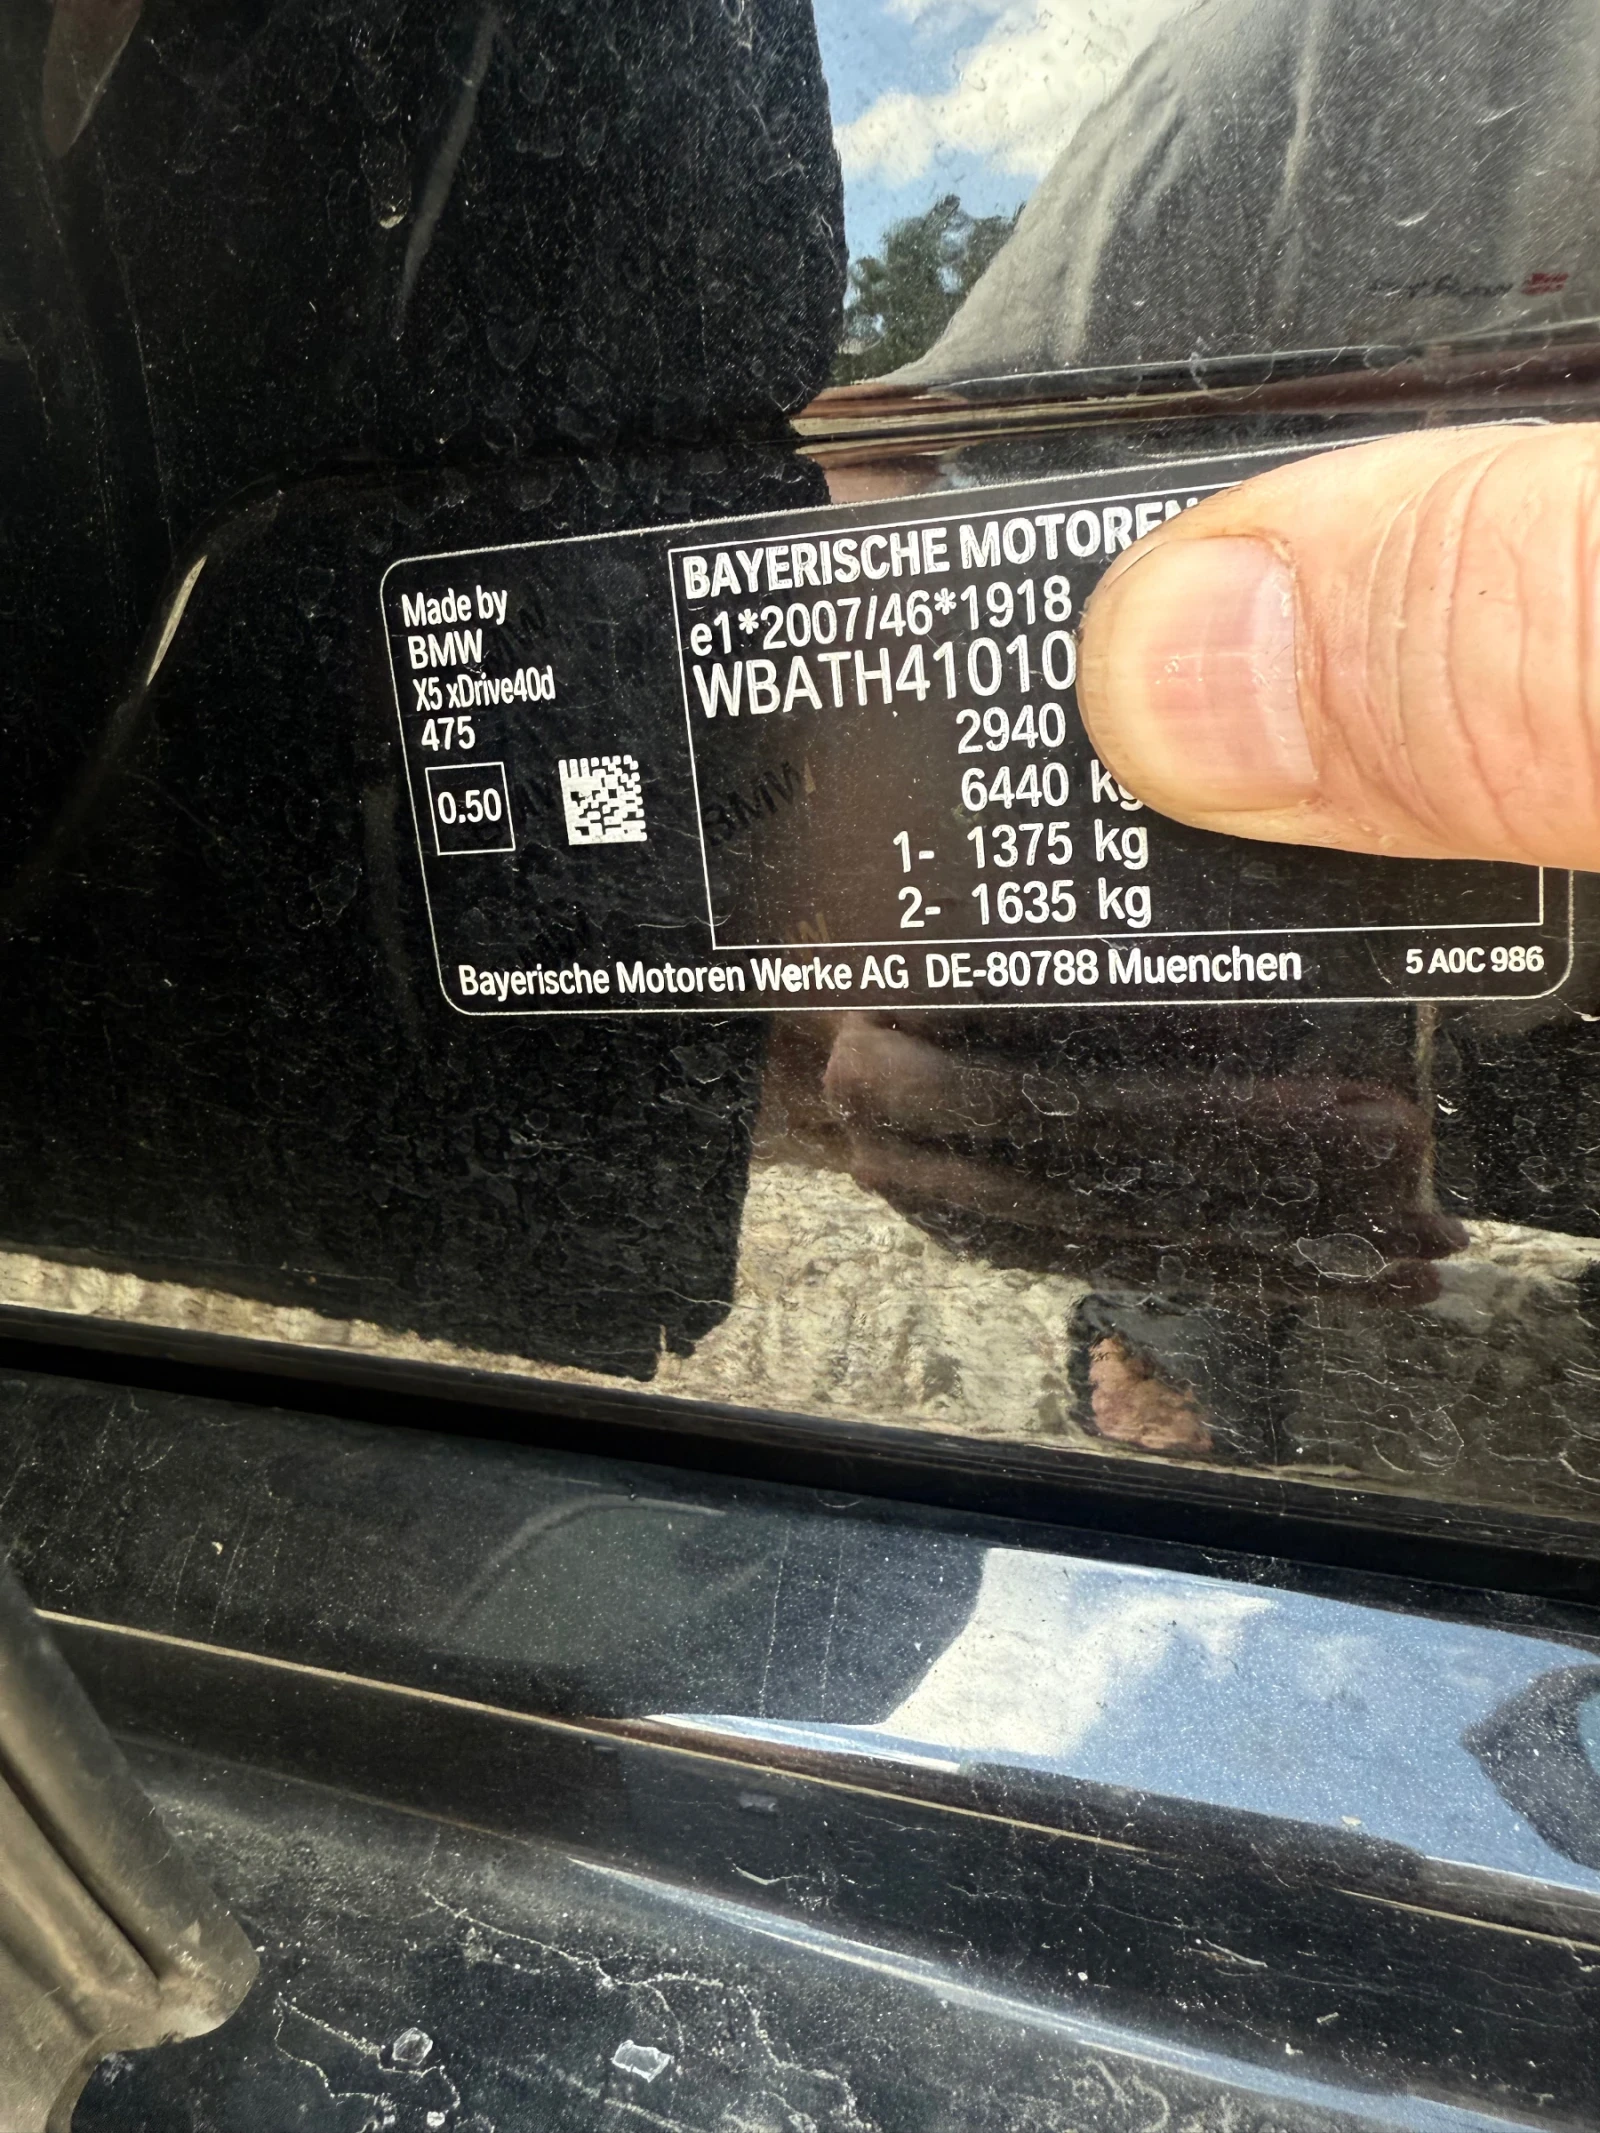 Made by
BMW
X5 xDrive40d
475
0.50
BAYERISCHE MOTOREN
e1*2007/46*1918
WBATH41010
2940
6440 kg
1- 1375 kg
2- 1635 kg
Bayerische Motoren Werke AG DE-80788 Muenchen
5 A0C 986